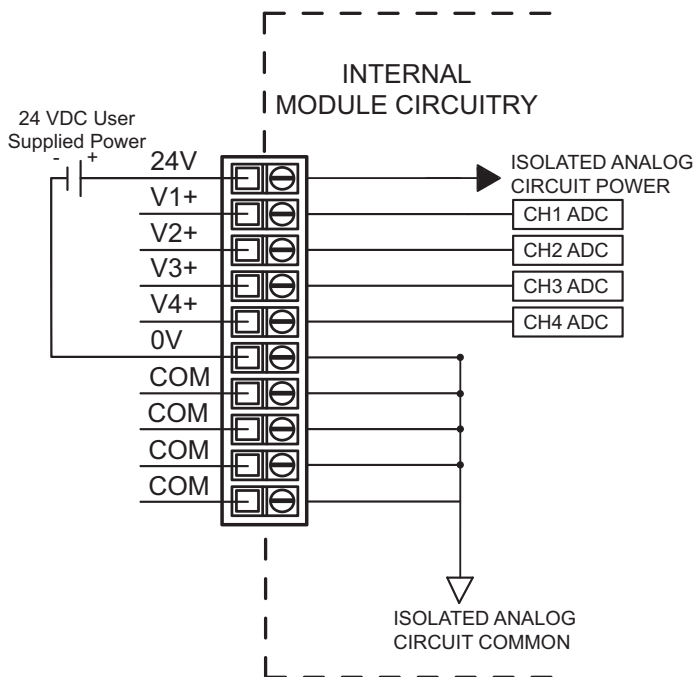 INTERNAL
MODULE CIRCUITRY
24 VDC User
Supplied Power
- +
24V
ISOLATED ANALOG
CIRCUIT POWER
V1+
CH1 ADC
V2+
CH2 ADC
V3+
CH3 ADC
V4+
CH4 ADC
0V
COM
COM
COM
COM
ISOLATED ANALOG
CIRCUIT COMMON